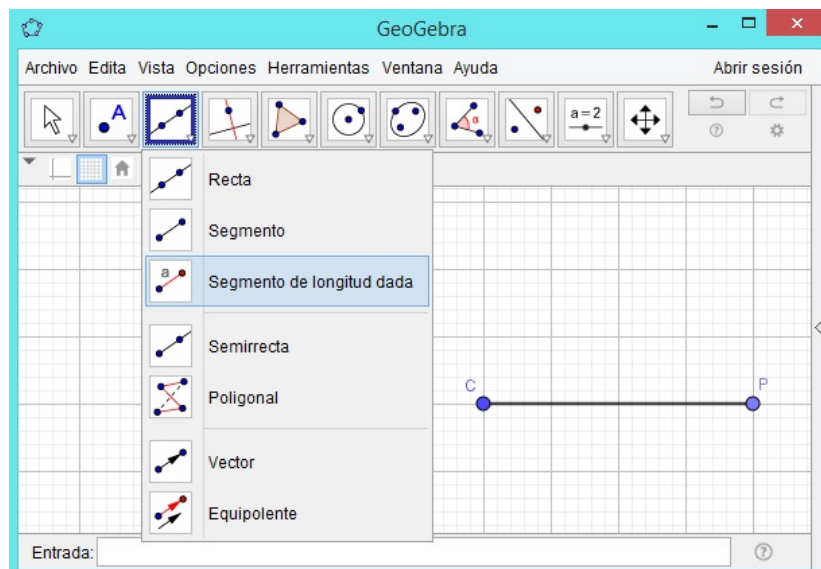 GeoGebra
Archivo Edita Vista Opciones Herramientas Ventana Ayuda Abrir sesión
A α a=2
Recta
Segmento
a Segmento de longitud dada
Semirrecta
Poligonal
Vector
Equipolente
C P
Entrada: